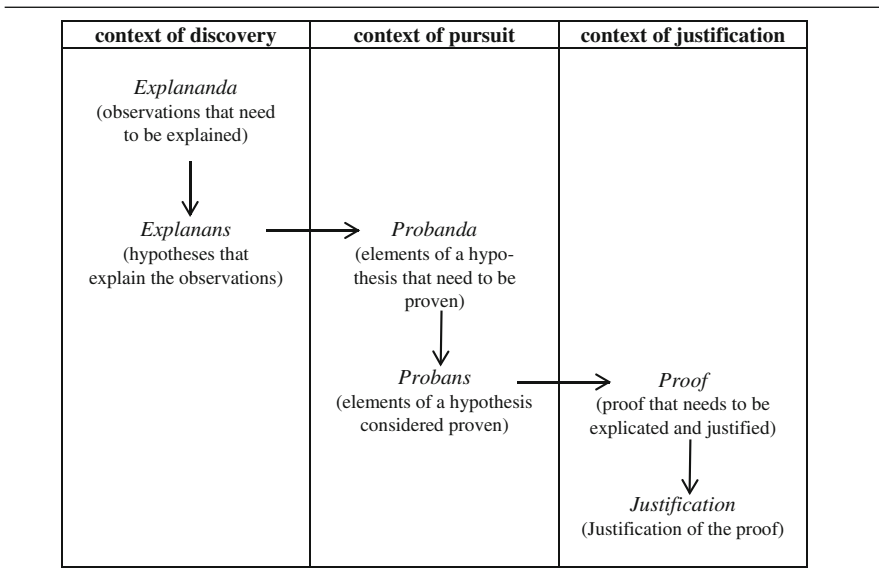 context of discovery
context of pursuit
context of justification
Explananda
(observations that need
to be explained)
Explanans
(hypotheses that
explain the observations)
Probanda
(elements of a hypo-
thesis that need to be
proven)
Probans
(elements of a hypothesis
considered proven)
Proof
(proof that needs to be
explicated and justified)
Justification
(Justification of the proof)